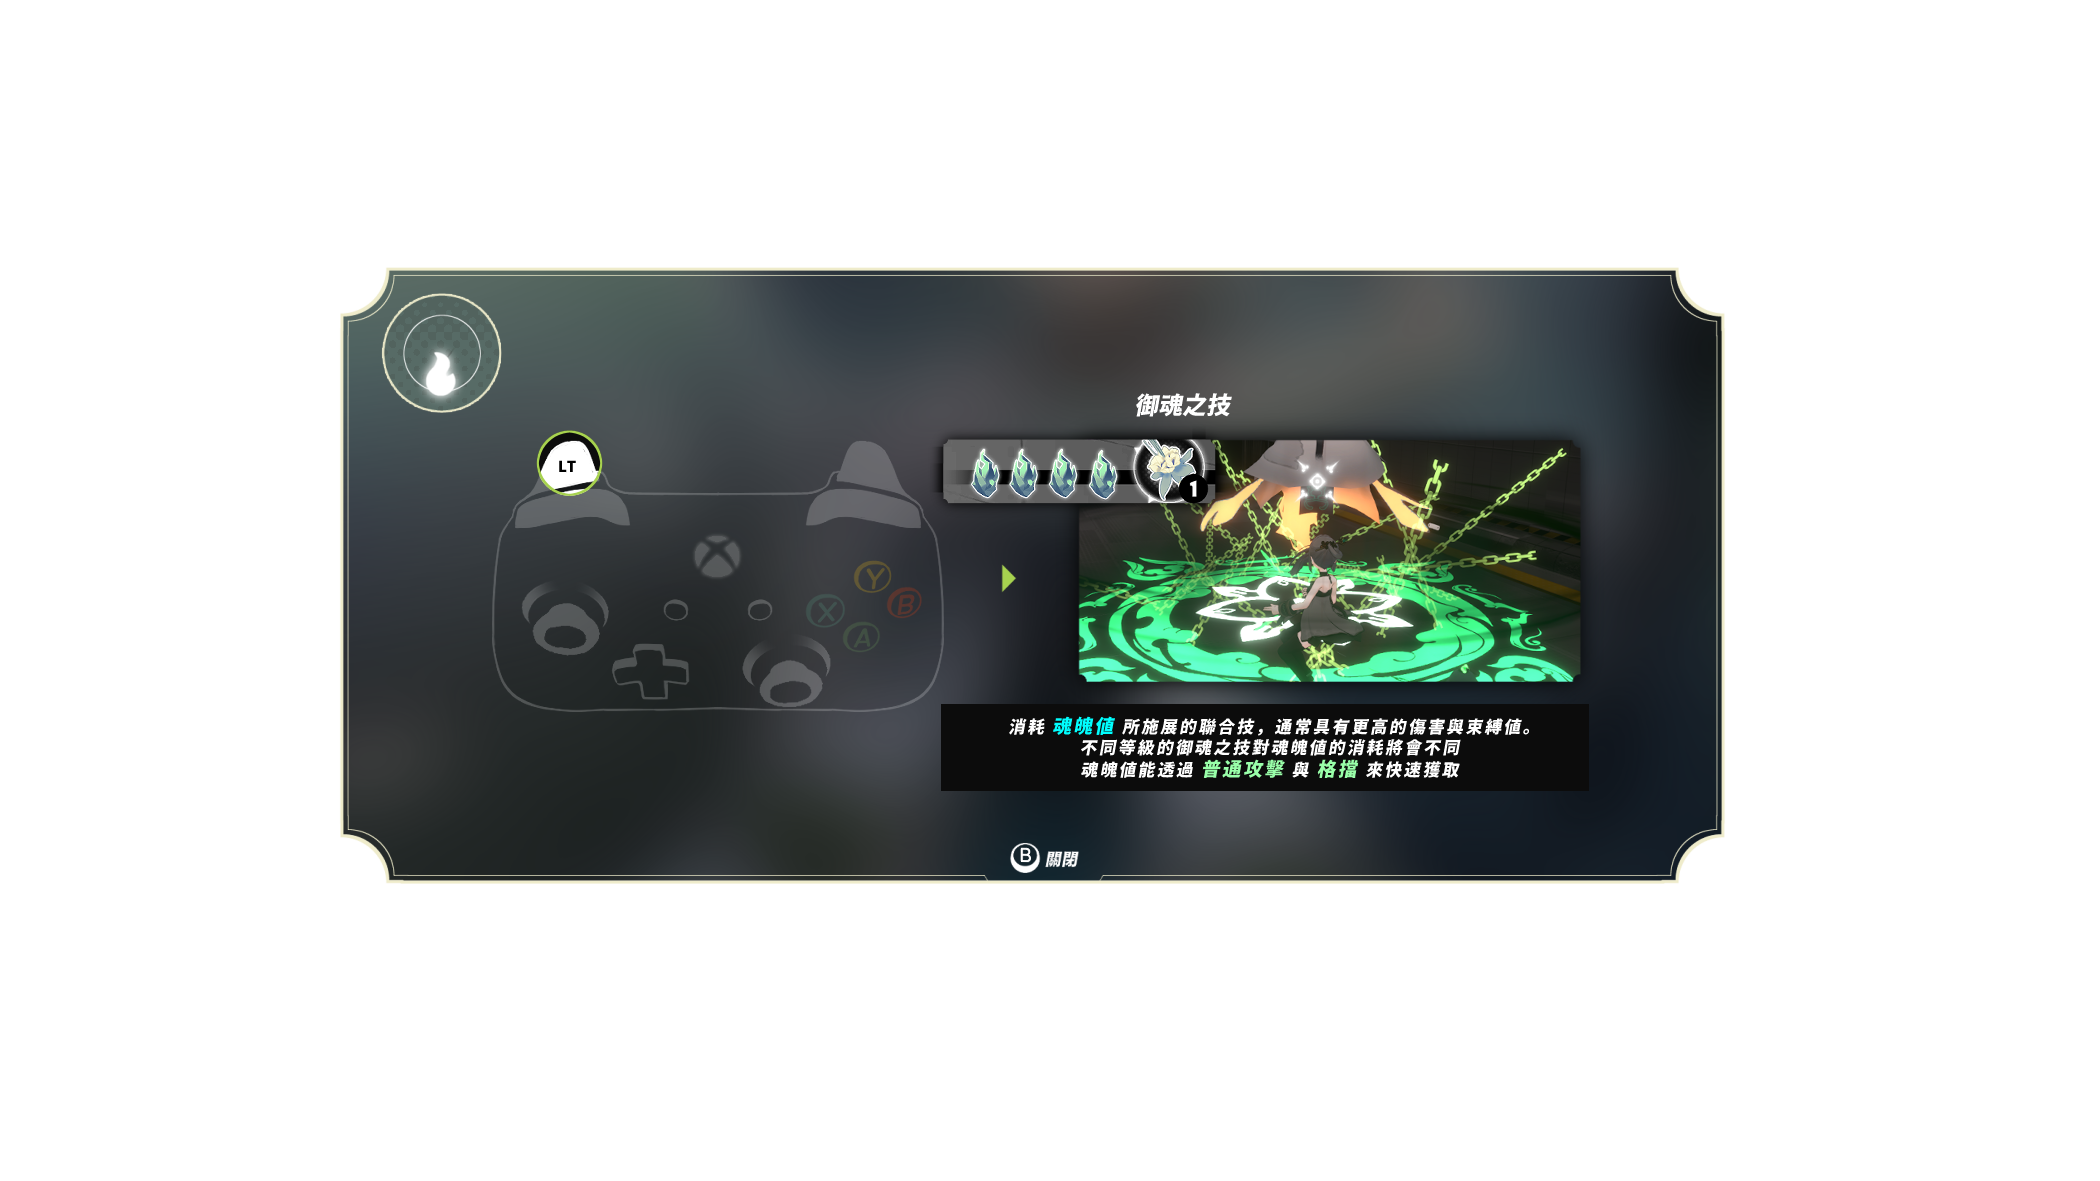 御魂之技
LT
1
Y
X
B
A
消耗 魂魄值 所施展的聯合技，通常具有更高的傷害與束縛值。
不同等級的御魂之技對魂魄值的消耗將會不同
魂魄值能透過 普通攻擊 與 格擋 來快速獲取
B 關閉